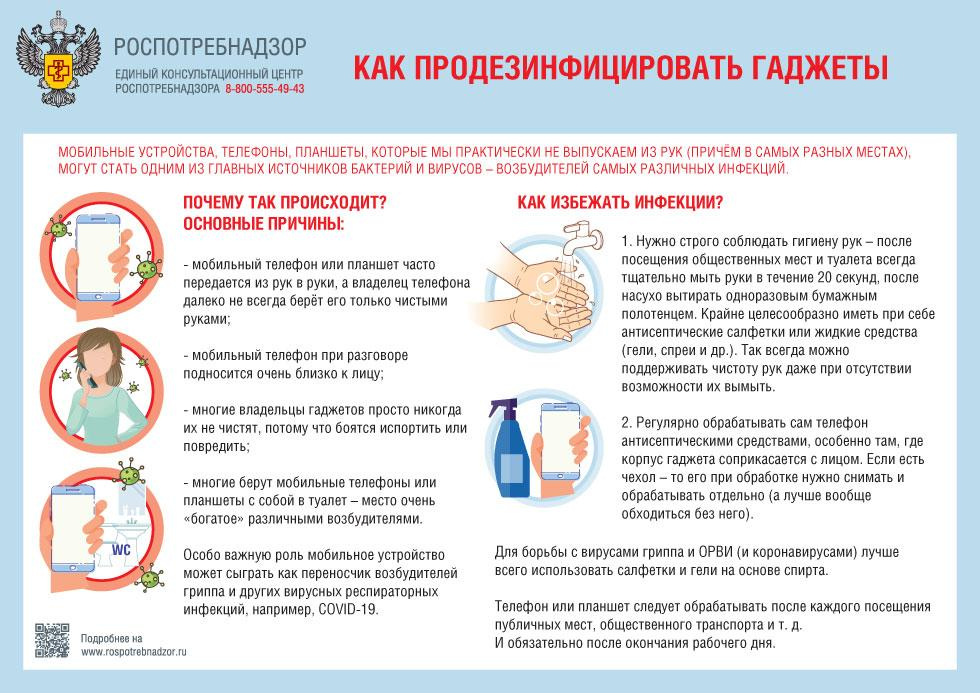 РОСПОТРЕБНАДЗОР
ЕДИНЫЙ КОНСУЛЬТАЦИОННЫЙ ЦЕНТР
РОСПОТРЕБНАДЗОРА 8-800-555-49-43
КАК ПРОДЕЗИНФИЦИРОВАТЬ ГАДЖЕТЫ
МОБИЛЬНЫЕ УСТРОЙСТВА, ТЕЛЕФОНЫ, ПЛАНШЕТЫ, КОТОРЫЕ МЫ ПРАКТИЧЕСКИ НЕ ВЫПУСКАЕМ ИЗ РУК (ПРИЧЁМ В САМЫХ РАЗНЫХ МЕСТАХ),
МОГУТ СТАТЬ ОДНИМ ИЗ ГЛАВНЫХ ИСТОЧНИКОВ БАКТЕРИЙ И ВИРУСОВ – ВОЗБУДИТЕЛЕЙ САМЫХ РАЗЛИЧНЫХ ИНФЕКЦИЙ.
ПОЧЕМУ ТАК ПРОИСХОДИТ?
ОСНОВНЫЕ ПРИЧИНЫ:
- мобильный телефон или планшет часто
передается из рук в руки, а владелец телефона
далеко не всегда берёт его только чистыми
руками;
- мобильный телефон при разговоре
подносится очень близко к лицу;
- многие владельцы гаджетов просто никогда
их не чистят, потому что боятся испортить или
повредить;
- многие берут мобильные телефоны или
планшеты с собой в туалет – место очень
«богатое» различными возбудителями.
WC
Особо важную роль мобильное устройство
может сыграть как переносчик возбудителей
гриппа и других вирусных респираторных
инфекций, например, COVID-19.
Подробнее на
www.rospotrebnadzor.ru
КАК ИЗБЕЖАТЬ ИНФЕКЦИИ?
1. Нужно строго соблюдать гигиену рук – после
посещения общественных мест и туалета всегда
тщательно мыть руки в течение 20 секунд, после
насухо вытирать одноразовым бумажным
полотенцем. Крайне целесообразно иметь при себе
антисептические салфетки или жидкие средства
(гели, спреи и др.). Так всегда можно
поддерживать чистоту рук даже при отсутствии
возможности их вымыть.
2. Регулярно обрабатывать сам телефон
антисептическими средствами, особенно там, где
корпус гаджета соприкасается с лицом. Если есть
чехол – то его при обработке нужно снимать и
обрабатывать отдельно (а лучше вообще
обходиться без него).
Для борьбы с вирусами гриппа и ОРВИ (и коронавирусами) лучше
всего использовать салфетки и гели на основе спирта.
Телефон или планшет следует обрабатывать после каждого посещения
публичных мест, общественного транспорта и т. д.
И обязательно после окончания рабочего дня.